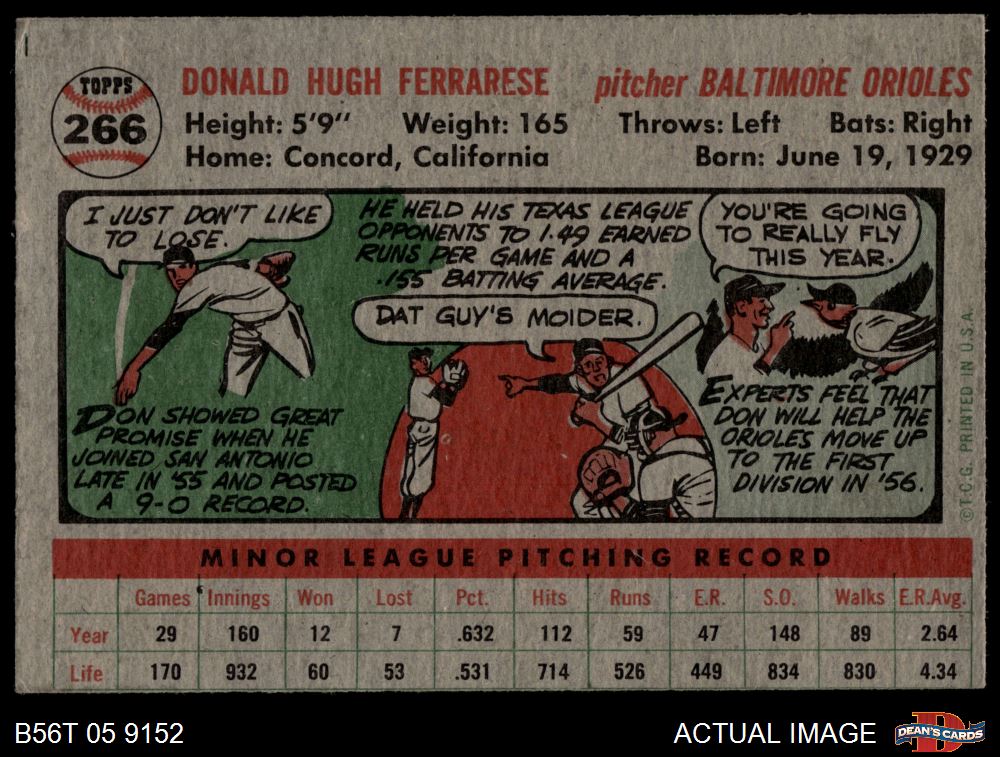 TOPPS
266
DONALD HUGH FERRARESE pitcher BALTIMORE ORIOLES
Height: 5'9" Weight: 165 Throws: Left Bats: Right
Home: Concord, California Born: June 19, 1929
I JUST DON'T LIKE
TO LOSE.
DON SHOWED GREAT
PROMISE WHEN HE
JOINED SAN ANTONIO
LATE IN '55 AND POSTED
A 9-0 RECORD.
HE HELD HIS TEXAS LEAGUE
OPPONENTS TO 1.49 EARNED
RUNS PER GAME AND A
.155 BATTING AVERAGE.
DAT GUY'S MOIDER.
YOU'RE GOING
TO REALLY FLY
THIS YEAR.
EXPERTS FEEL THAT
DON WILL HELP THE
ORIOLES MOVE UP
TO THE FIRST
DIVISION IN '56.
© T.C.G. PRINTED IN U.S.A.
MINOR LEAGUE PITCHING RECORD
Games Innings Won Lost Pct. Hits Runs E.R. S.O. Walks E.R.Avg.
Year 29 160 12 7 .632 112 59 47 148 89 2.64
Life 170 932 60 53 .531 714 526 449 834 830 4.34
B56T 05 9152 ACTUAL IMAGE
DEAN'S CARDS